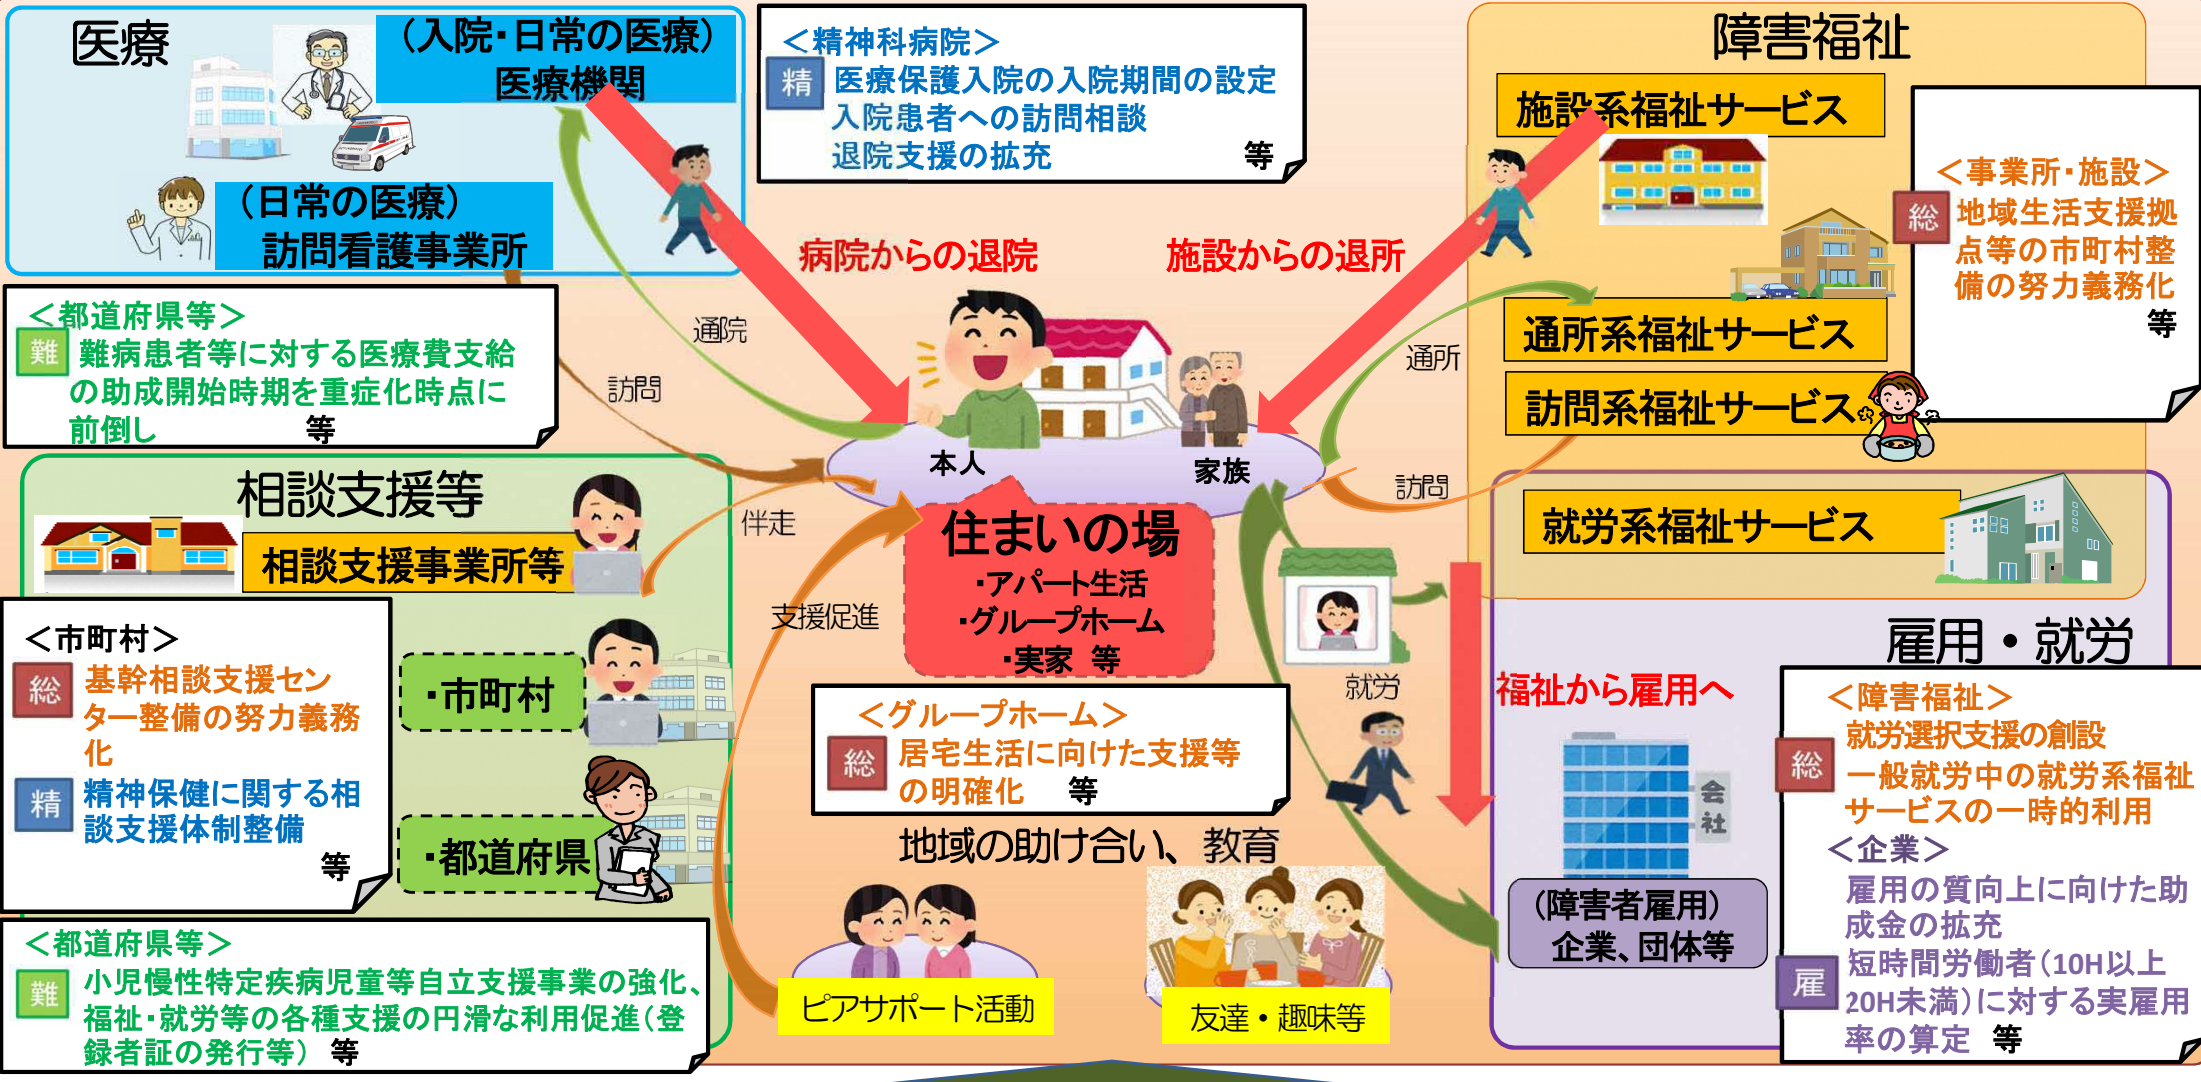 医療
（入院・日常の医療）
医療機関
（日常の医療）
訪問看護事業所
＜精神科病院＞
精
医療保護入院の入院期間の設定
入院患者への訪問相談
退院支援の拡充
等
障害福祉
施設系福祉サービス
＜事業所・施設＞
総
地域生活支援拠
点等の市町村整
備の努力義務化
等
通所系福祉サービス
訪問系福祉サービス
就労系福祉サービス
病院からの退院
施設からの退所
＜都道府県等＞
難
難病患者等に対する医療費支給
の助成開始時期を重症化時点に
前倒し 等
通院
訪問
通所
訪問
本人
家族
住まいの場
・アパート生活
・グループホーム
・実家 等
相談支援等
相談支援事業所等
伴走
支援促進
＜市町村＞
総
基幹相談支援セン
ター整備の努力義務
化
精
精神保健に関する相
談支援体制整備
等
・市町村
・都道府県
＜都道府県等＞
難
小児慢性特定疾病児童等自立支援事業の強化、
福祉・就労等の各種支援の円滑な利用促進（登
録者証の発行等） 等
＜グループホーム＞
総
居宅生活に向けた支援等
の明確化 等
地域の助け合い、教育
ピアサポート活動
友達・趣味等
就労
福祉から雇用へ
雇用・就労
会社
（障害者雇用）
企業、団体等
＜障害福祉＞
総
就労選択支援の創設
一般就労中の就労系福祉
サービスの一時的利用
＜企業＞
雇用の質向上に向けた助
成金の拡充
雇
短時間労働者（10H以上
20H未満）に対する実雇用
率の算定 等